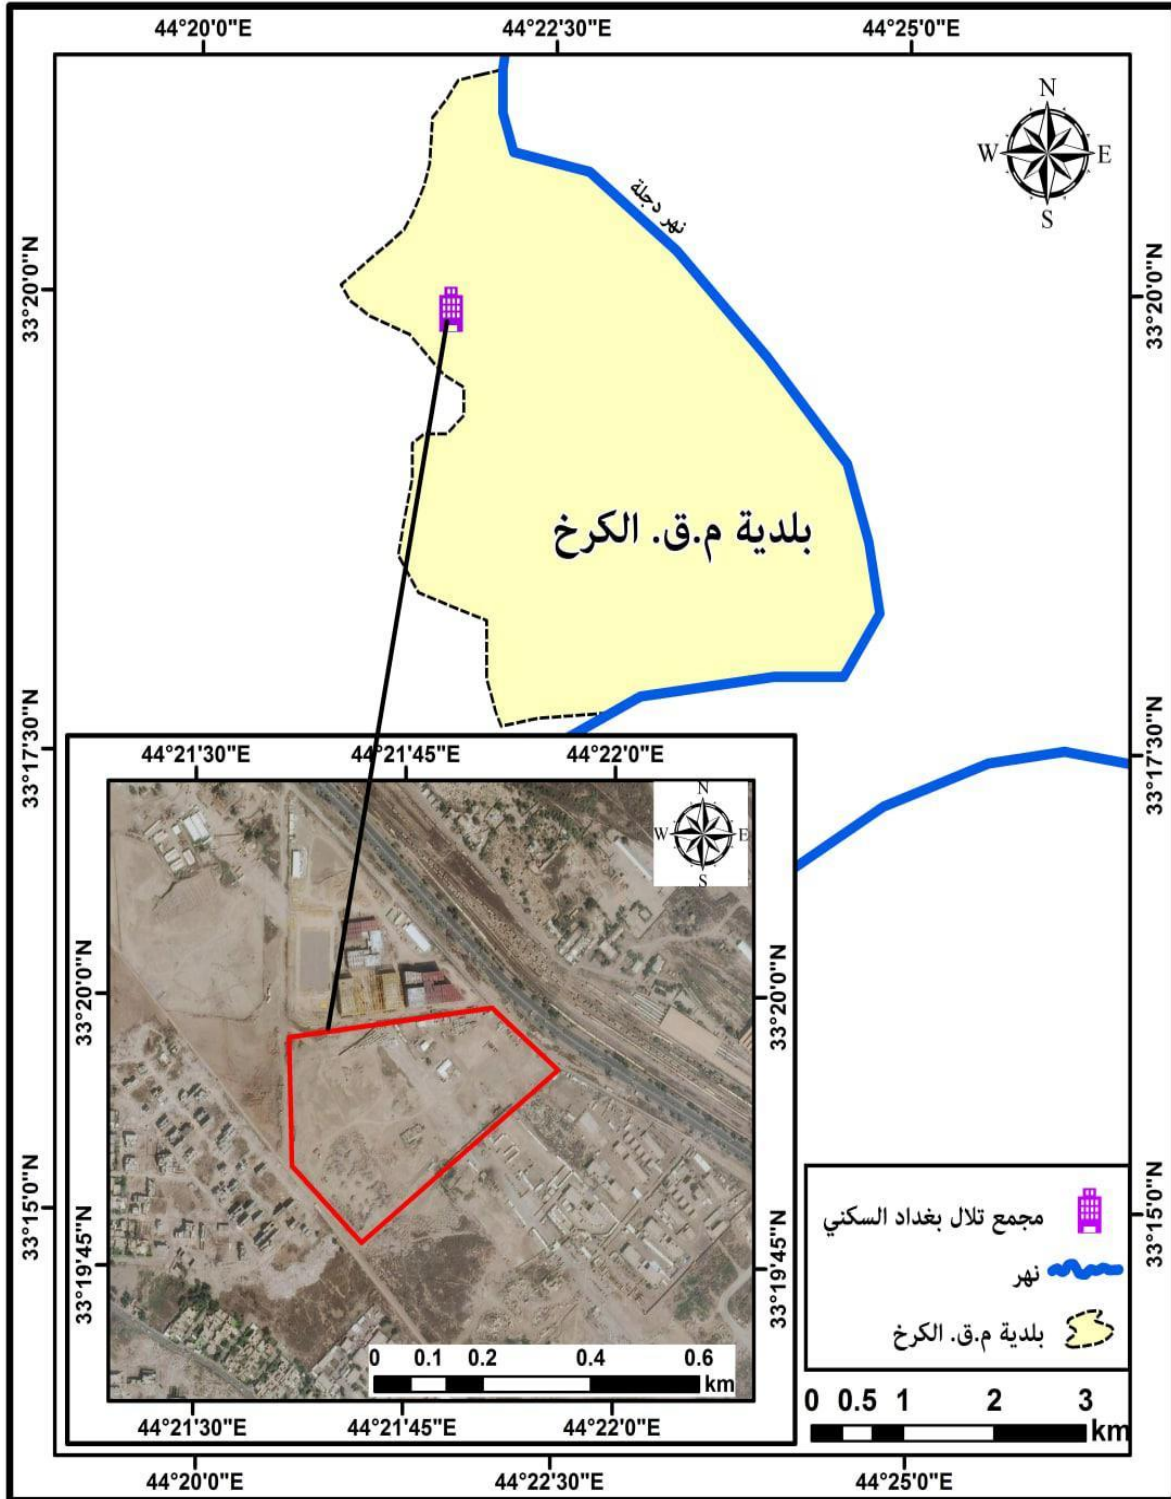 44°20'0"E 44°22'30"E 44°25'0"E
N
W E
S
نهر دجلة
33°20'0"N 33°20'0"N
بلدية م.ق. الكرخ
33°17'30"N 33°17'30"N
44°21'30"E 44°21'45"E 44°22'0"E
N
W E
S
33°20'0"N 33°20'0"N
33°15'0"N 33°15'0"N
33°19'45"N 33°19'45"N
مجمع تلال بغداد السكني
نهر
بلدية م.ق. الكرخ
0 0.1 0.2 0.4 0.6
km
0 0.5 1 2 3
km
44°21'30"E 44°21'45"E 44°22'0"E
44°20'0"E 44°22'30"E 44°25'0"E